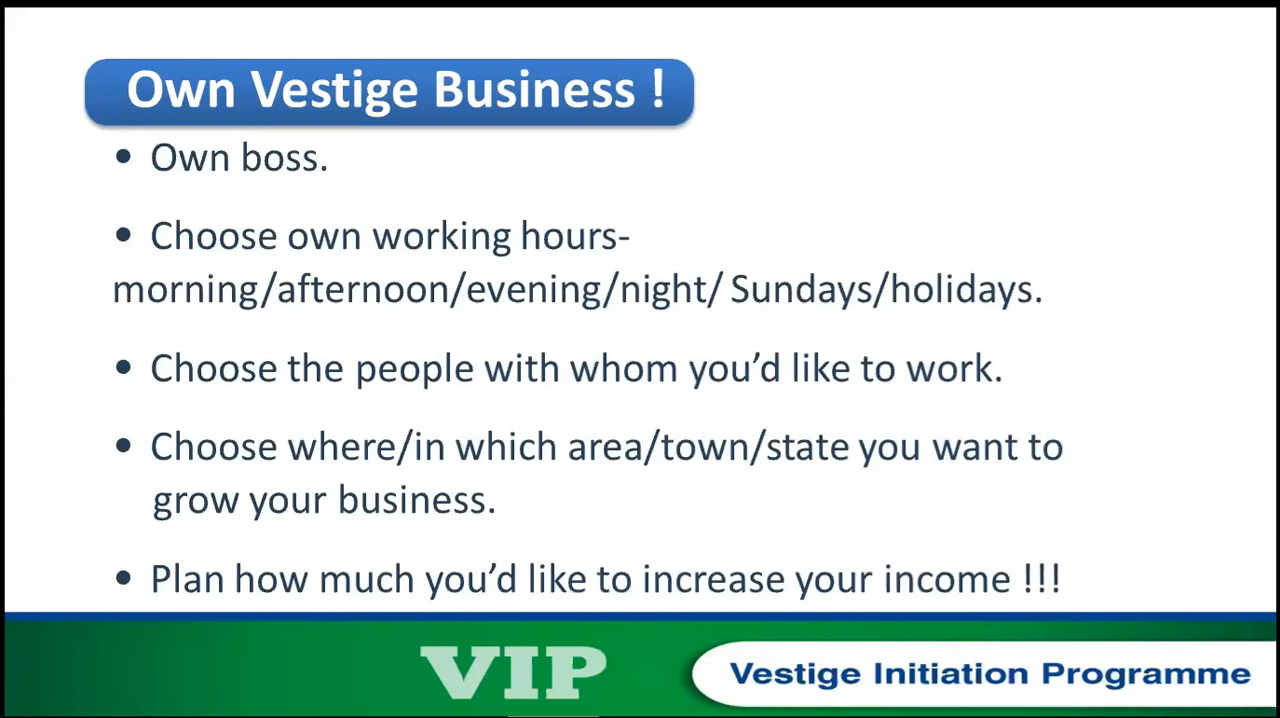 Own Vestige Business !
• Own boss.
• Choose own working hours-
morning/afternoon/evening/night/ Sundays/holidays.
• Choose the people with whom you’d like to work.
• Choose where/in which area/town/state you want to
grow your business.
• Plan how much you’d like to increase your income !!!
VIP
Vestige Initiation Programme